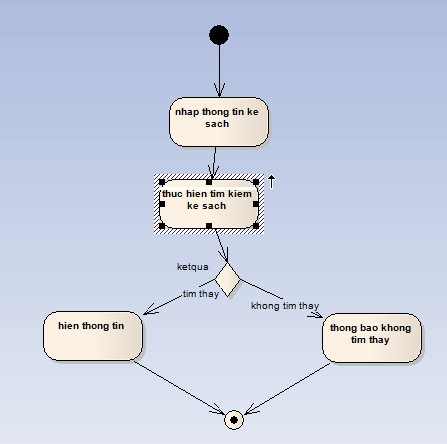 nhap thong tin ke
sach
thuc hien tim kiem
ke sach
ketqua
tim thay
khong tim thay
hien thong tin
thong bao khong
tim thay